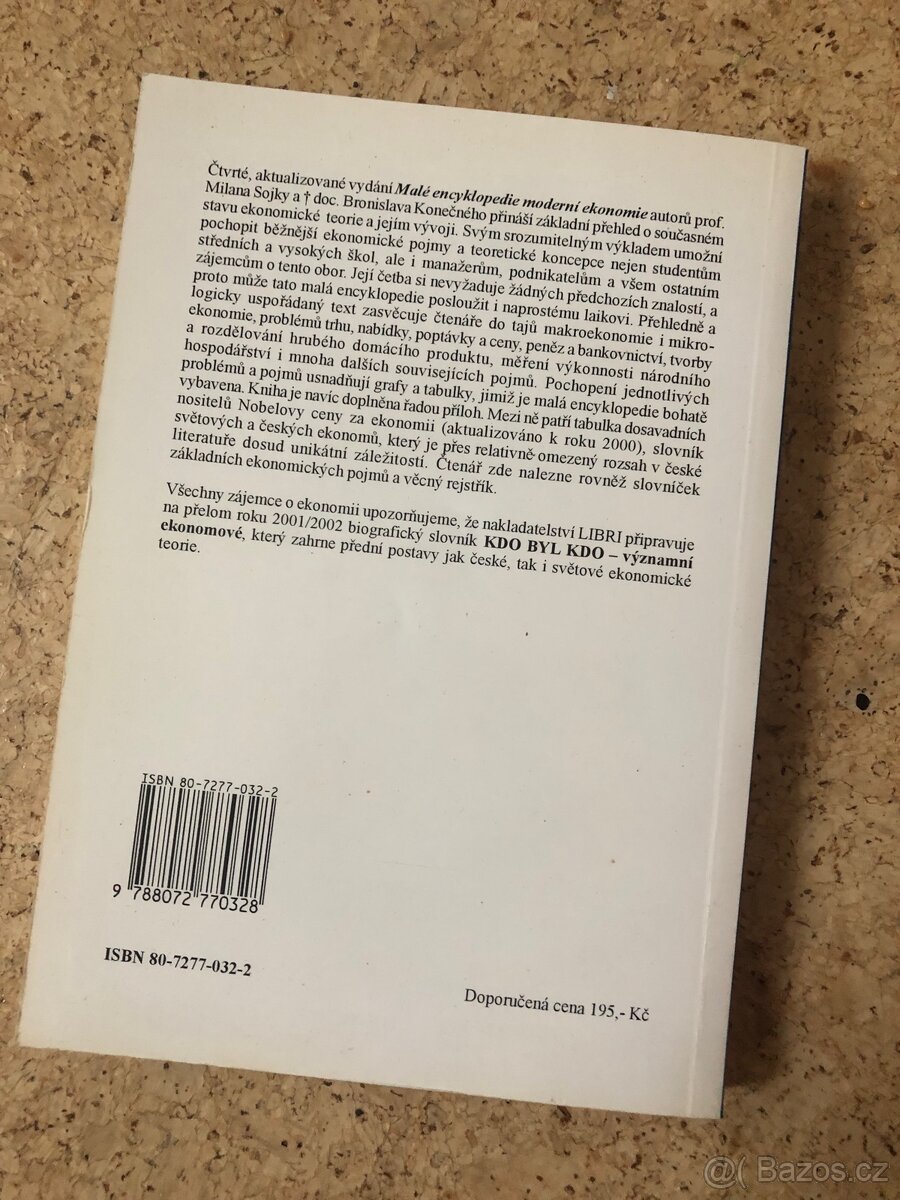 Čtvrté, aktualizované vydání Malé encyklopedie moderní ekonomie autorů prof.
Milana Sojky a † doc. Bronislava Konečného přináší základní přehled o současném
stavu ekonomické teorie a jejím vývoji. Svým srozumitelným výkladem umožní
pochopit běžnější ekonomické pojmy a teoretické koncepce nejen studentům
středních a vysokých škol, ale i manažerům, podnikatelům a všem ostatním
zájemcům o tento obor. Její četba si nevyžaduje žádných předchozích znalostí, a
proto může tato malá encyklopedie posloužit i naprostému laikovi. Přehledně a
logicky uspořádaný text zasvěcuje čtenáře do tajů makroekonomie i mikro-
ekonomie, problémů trhu, nabídky, poptávky a ceny, peněz a bankovnictví, tvorby
a rozdělování hrubého domácího produktu, měření výkonnosti národního
hospodářství i mnoha dalších souvisejících pojmů. Pochopení jednotlivých
problémů a pojmů usnadňují grafy a tabulky, jimiž je malá encyklopedie bohatě
vybavena. Kniha je navíc doplněna řadou příloh. Mezi ně patří tabulka dosavadních
nositelů Nobelovy ceny za ekonomii (aktualizováno k roku 2000), slovník
světových a českých ekonomů, který je přes relativně omezený rozsah v české
literatuře dosud unikátní záležitostí. Čtenář zde nalezne rovněž slovníček
základních ekonomických pojmů a věcný rejstřík.
Všechny zájemce o ekonomii upozorňujeme, že nakladatelství LIBRI připravuje
na přelom roku 2001/2002 biografický slovník KDO BYL KDO – významní
ekonomové, který zahrne přední postavy jak české, tak i světové ekonomické
teorie.
ISBN 80-7277-032-2
9 788072 770328
ISBN 80-7277-032-2
Doporučená cena 195,- Kč
@( Bazos.cz